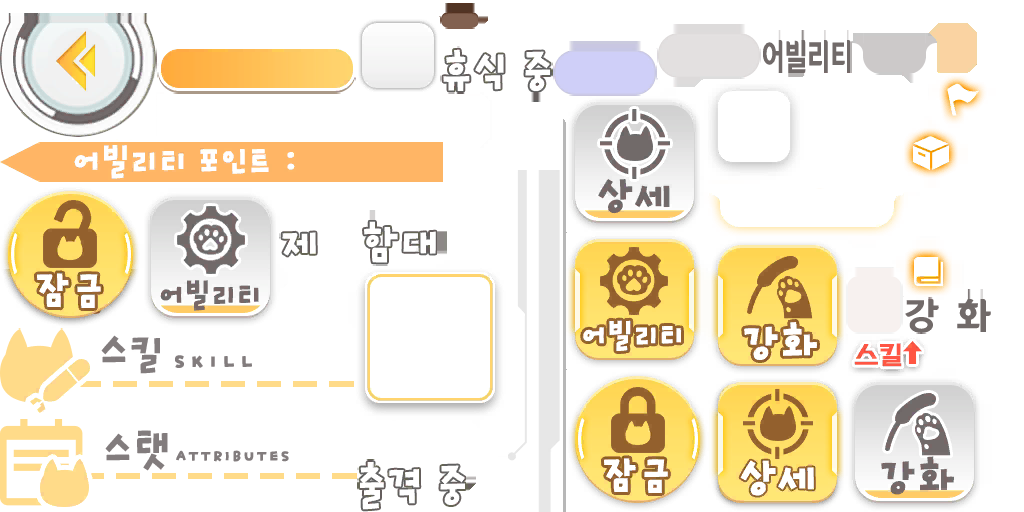 휴식 중
어빌리티
어빌리티 포인트 :
상세
잠금
어빌리티
제
함대
어빌리티
강화
강 화
스킬↑
스킬 SKILL
스탯 ATTRIBUTES
출격 중
잠금
상세
강화